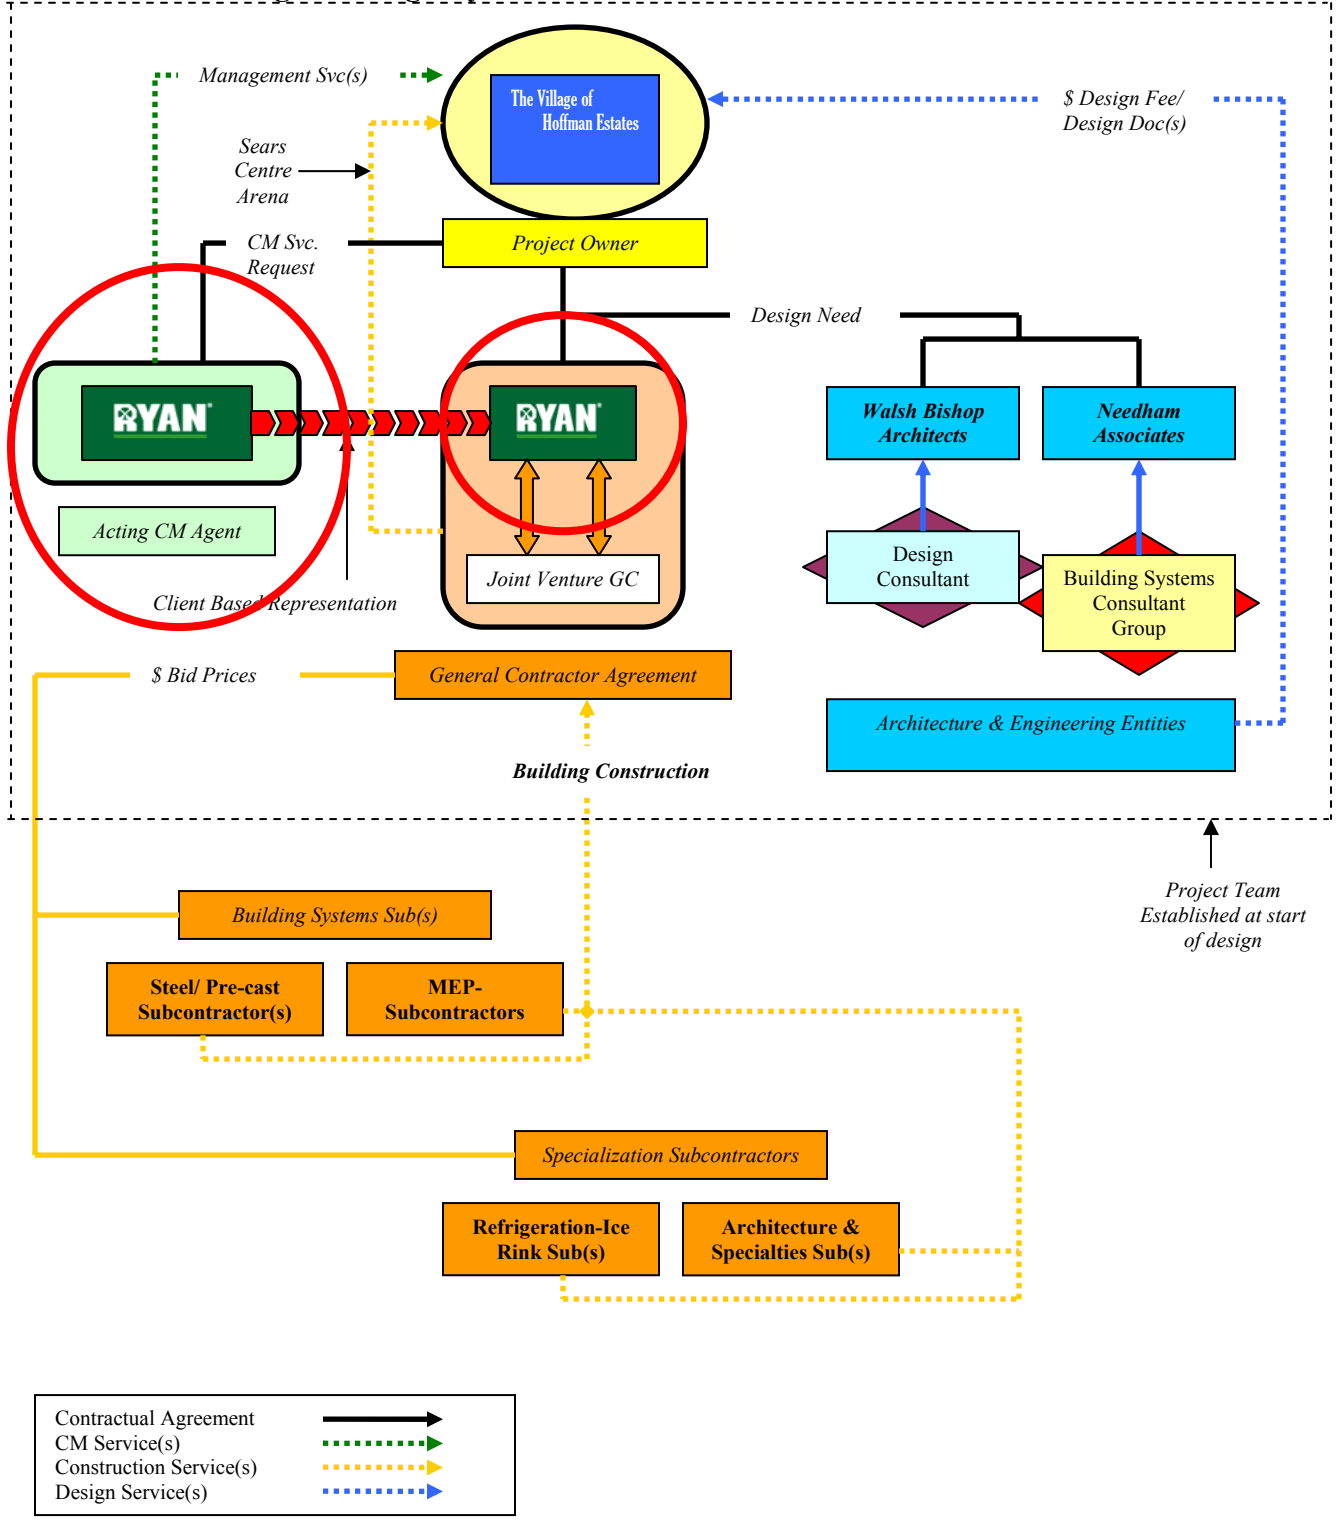 Management Svc(s)
The Village of
Hoffman Estates
$ Design Fee/
Design Doc(s)
Sears
Centre
Arena
CM Svc.
Request
Project Owner
Design Need
RYAN
RYAN
Walsh Bishop
Architects
Needham
Associates
Acting CM Agent
Joint Venture GC
Design
Consultant
Building Systems
Consultant
Group
Client Based Representation
$ Bid Prices
General Contractor Agreement
Architecture & Engineering Entities
Building Construction
Project Team
Established at start
of design
Building Systems Sub(s)
Steel/ Pre-cast
Subcontractor(s)
MEP-
Subcontractors
Specialization Subcontractors
Refrigeration-Ice
Rink Sub(s)
Architecture &
Specialties Sub(s)
Contractual Agreement
CM Service(s)
Construction Service(s)
Design Service(s)